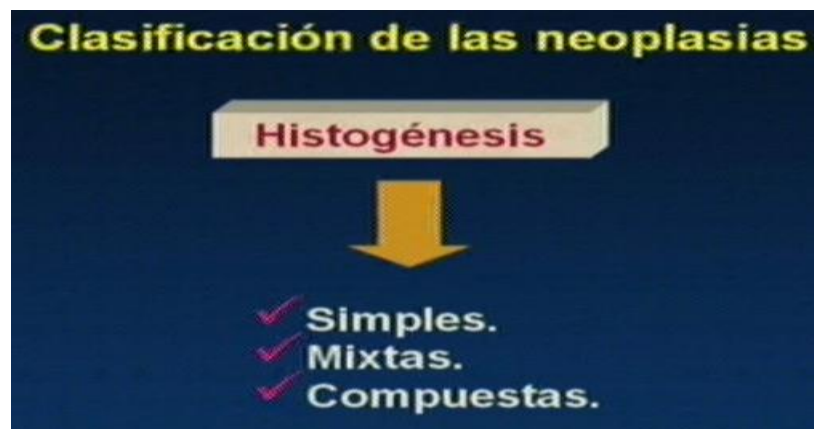 Clasificación de las neoplasias
Histogénesis
Simples.
Mixtas.
Compuestas.